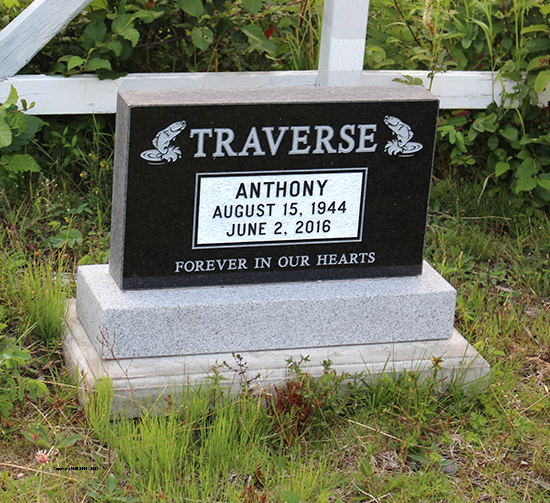 TRAVERSE
ANTHONY
AUGUST 15, 1944
JUNE 2, 2016
FOREVER IN OUR HEARTS